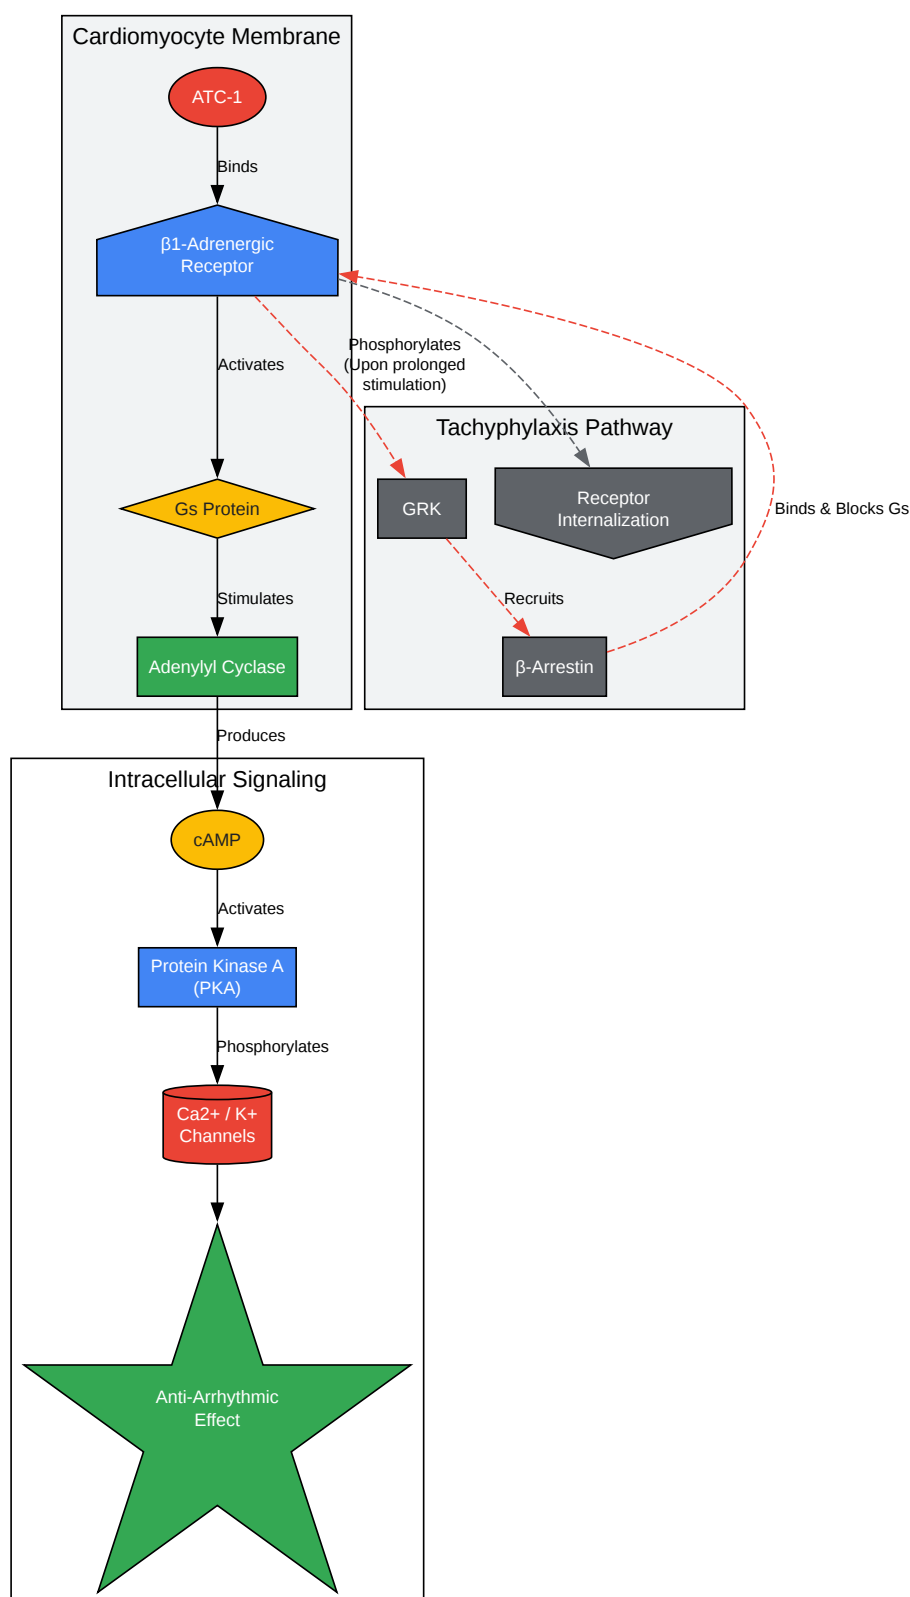 Cardiomyocyte Membrane
ATC-1
Binds
β1-Adrenergic
Receptor
Activates
Phosphorylates
(Upon prolonged
stimulation)
Tachyphylaxis Pathway
Gs Protein
GRK
Receptor
Internalization
Binds & Blocks Gs
Stimulates
Recruits
Adenylyl Cyclase
β-Arrestin
Produces
Intracellular Signaling
cAMP
Activates
Protein Kinase A
(PKA)
Phosphorylates
Ca2+ / K+
Channels
Anti-Arrhythmic
Effect